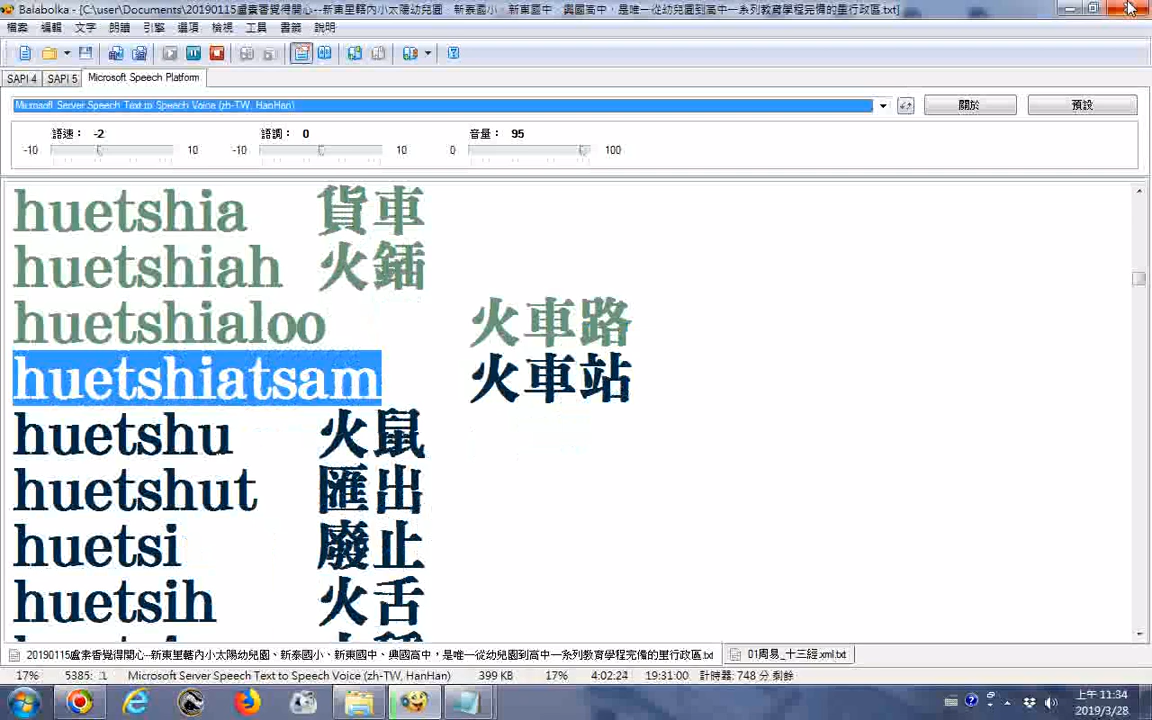 Balabolka - [C:\user\Documents\20190115盧素香覺得開心--新東里轄內小太陽幼兒園、新泰國小、新東國中、興國高中，是唯一從幼兒園到高中一系列教育學程完備的里行政區.txt]
檔案 編輯 文字 朗讀 引擎 選項 檢視 工具 書籤 說明
SAPI 4 SAPI 5 Microsoft Speech Platform
Microsoft Server Speech Text to Speech Voice (zh-TW, HanHan)
關於 預設
語速： -2 語調： 0 音量： 95
-10 10 -10 10 0 100
huetshia 貨車
huetshiah 火鍤
huetshialoo 火車路
huetshiatsam 火車站
huetshu 火鼠
huetshut 匯出
huetsi 廢止
huetsih 火舌
20190115盧素香覺得開心--新東里轄內小太陽幼兒園、新泰國小、新東國中、興國高中，是唯一從幼兒園到高中一系列教育學程完備的里行政區.txt 01周易_十三經.xml.txt
17% 5385: 1 Microsoft Server Speech Text to Speech Voice (zh-TW, HanHan) 399 KB 17% 4:02:24 19:31:00 計時器: 748 分 剩餘
上午 11:34
2019/3/28